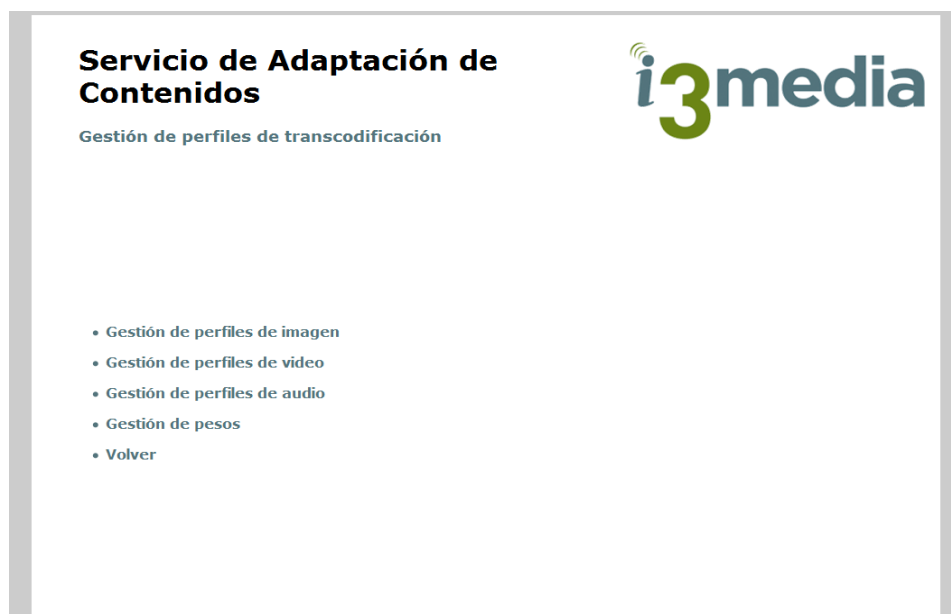 Servicio de Adaptación de
Contenidos
i3media
Gestión de perfiles de transcodificación
• Gestión de perfiles de imagen
• Gestión de perfiles de video
• Gestión de perfiles de audio
• Gestión de pesos
• Volver